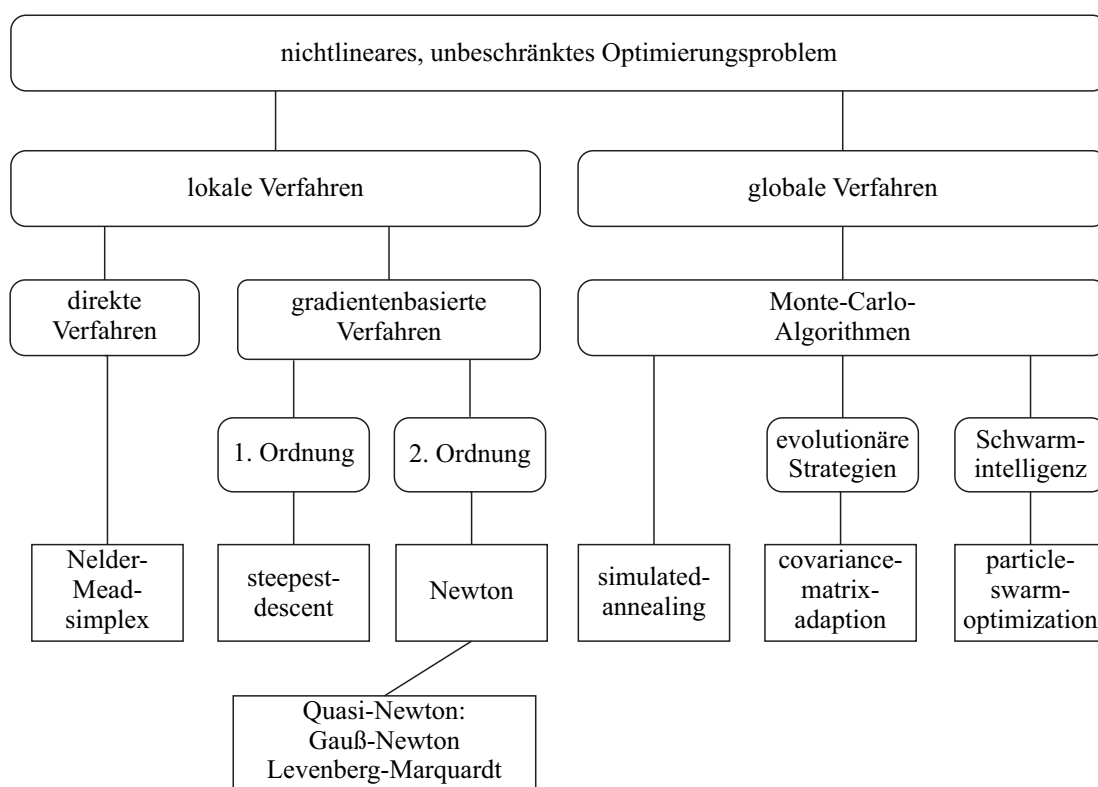 nichtlineares, unbeschränktes Optimierungsproblem
lokale Verfahren
globale Verfahren
direkte
Verfahren
gradientenbasierte
Verfahren
Monte-Carlo-
Algorithmen
1. Ordnung
2. Ordnung
evolutionäre
Strategien
Schwarm-
intelligenz
Nelder-
Mead-
simplex
steepest-
descent
Newton
simulated-
annealing
covariance-
matrix-
adaption
particle-
swarm-
optimization
Quasi-Newton:
Gauß-Newton
Levenberg-Marquardt